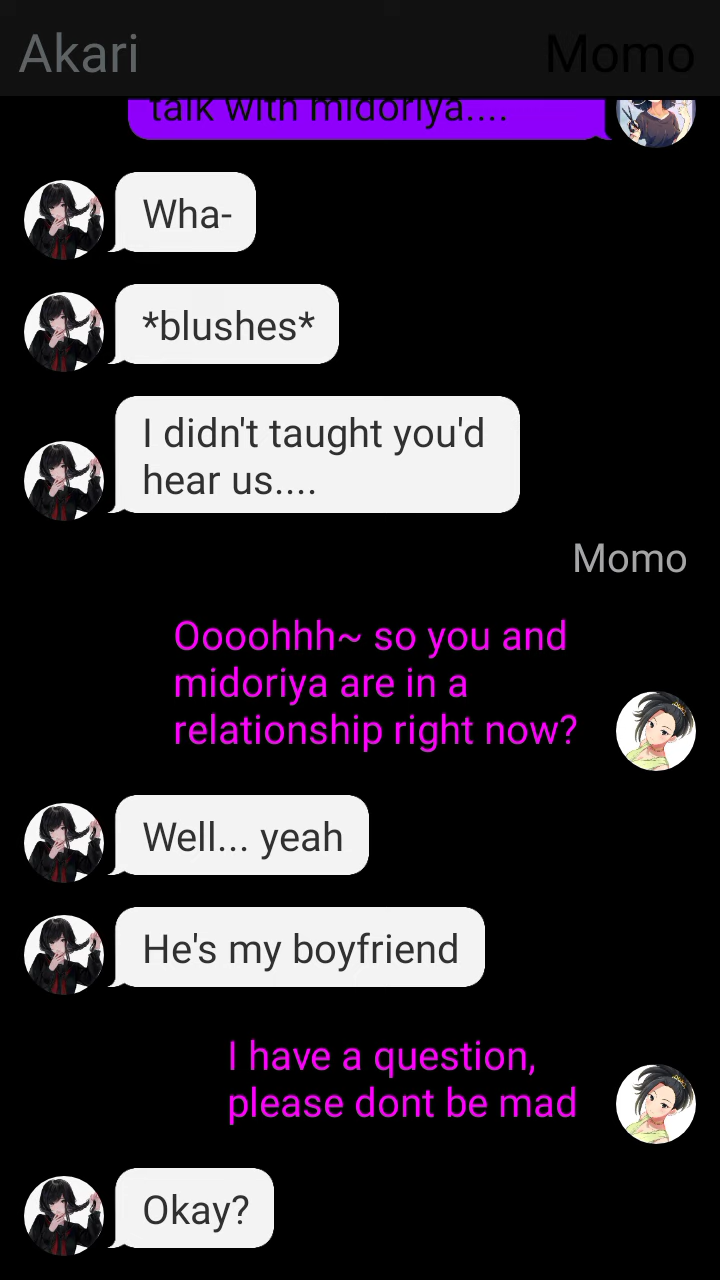 Akari
Momo
talk with midoriya....
Wha-
*blushes*
I didn't taught you'd
hear us....
Momo
Oooohhh~ so you and
midoriya are in a
relationship right now?
Well... yeah
He's my boyfriend
I have a question,
please dont be mad
Okay?